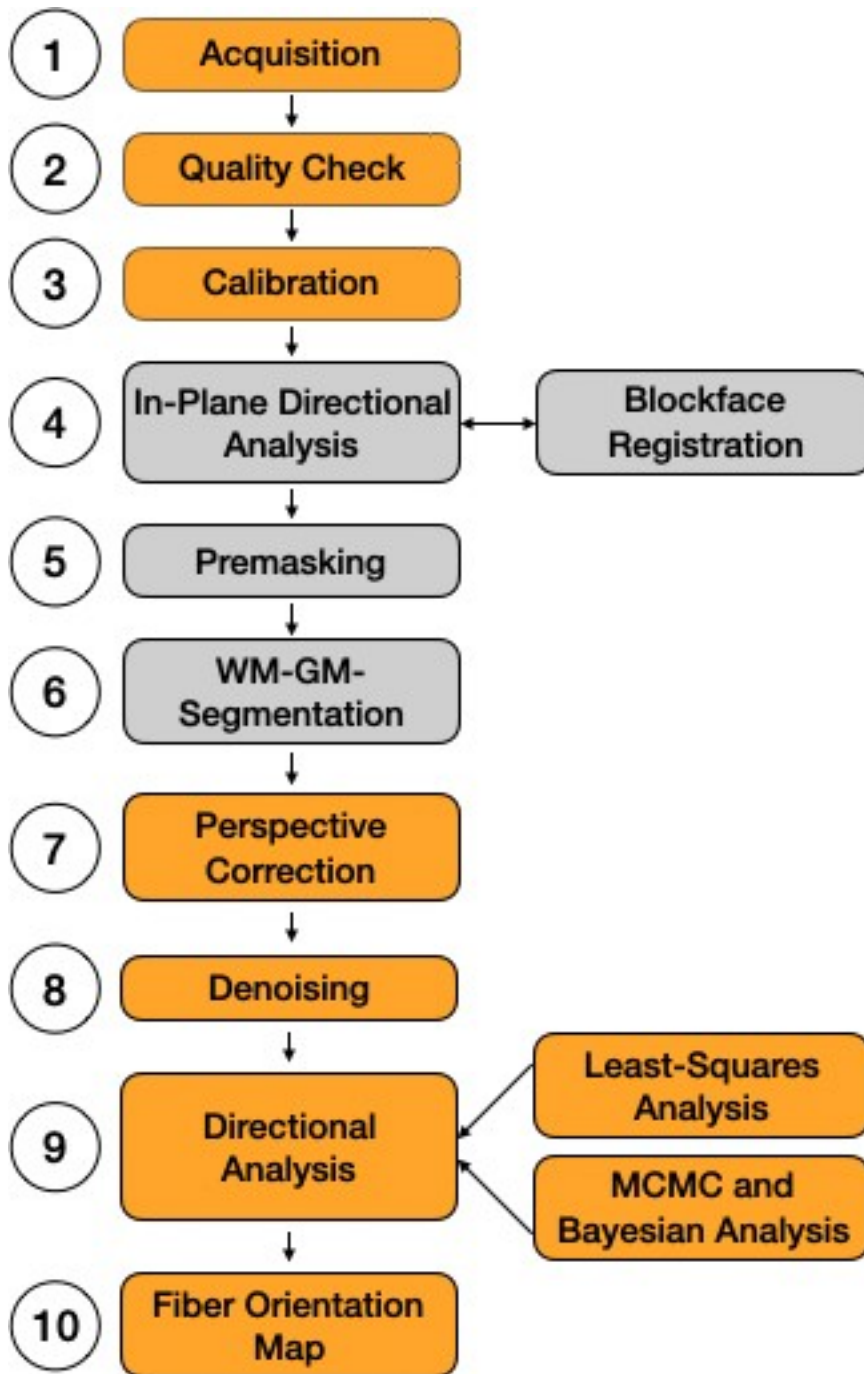 1
Acquisition
2
Quality Check
3
Calibration
4
In-Plane Directional
Analysis
Blockface
Registration
5
Premasking
6
WM-GM-
Segmentation
7
Perspective
Correction
8
Denoising
9
Directional
Analysis
Least-Squares
Analysis
MCMC and
Bayesian Analysis
10
Fiber Orientation
Map